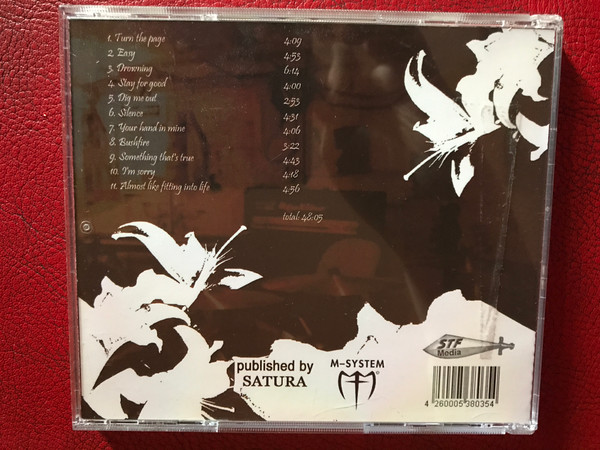 1. Turn the page 4:09
2. Easy 4:53
3. Drowning 6:14
4. Stay for good 4:00
5. Dig me out 2:53
6. Silence 4:31
7. Your hand in mine 4:06
8. Bushfire 3:22
9. Something that's true 4:43
10. I'm sorry 4:18
11. Almost like fitting into life 4:56
total: 48:05
published by
SATURA
M-SYSTEM
STF
Media
4 260005 380354